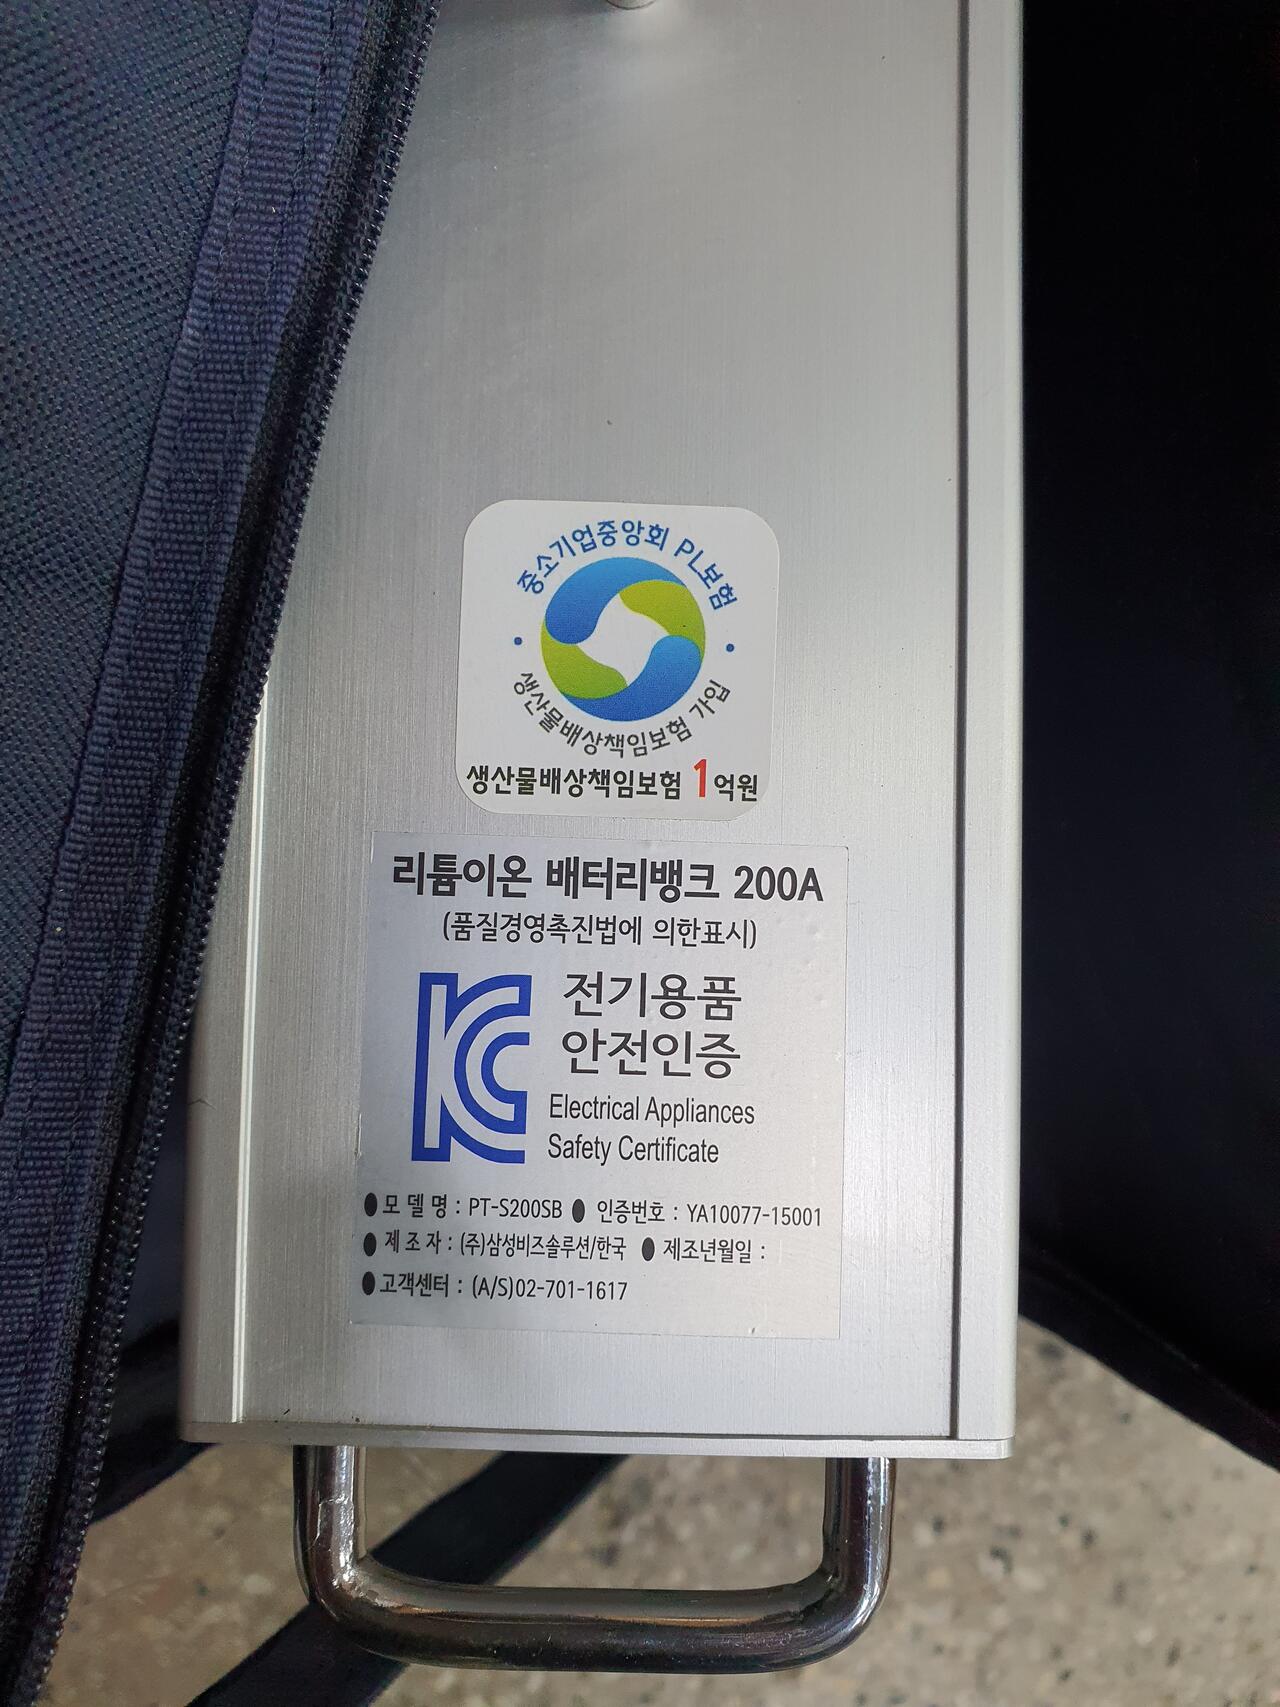 중소기업중앙회 PL보험
생산물배상책임보험 가입
생산물배상책임보험 1억원
리튬이온 배터리뱅크 200A
(품질경영촉진법에 의한표시)
전기용품
안전인증
Electrical Appliances
Safety Certificate
● 모 델 명 : PT-S200SB ● 인증번호 : YA10077-15001
● 제 조 자 : (주)삼성비즈솔루션/한국 ● 제조년월일 :
● 고객센터 : (A/S)02-701-1617